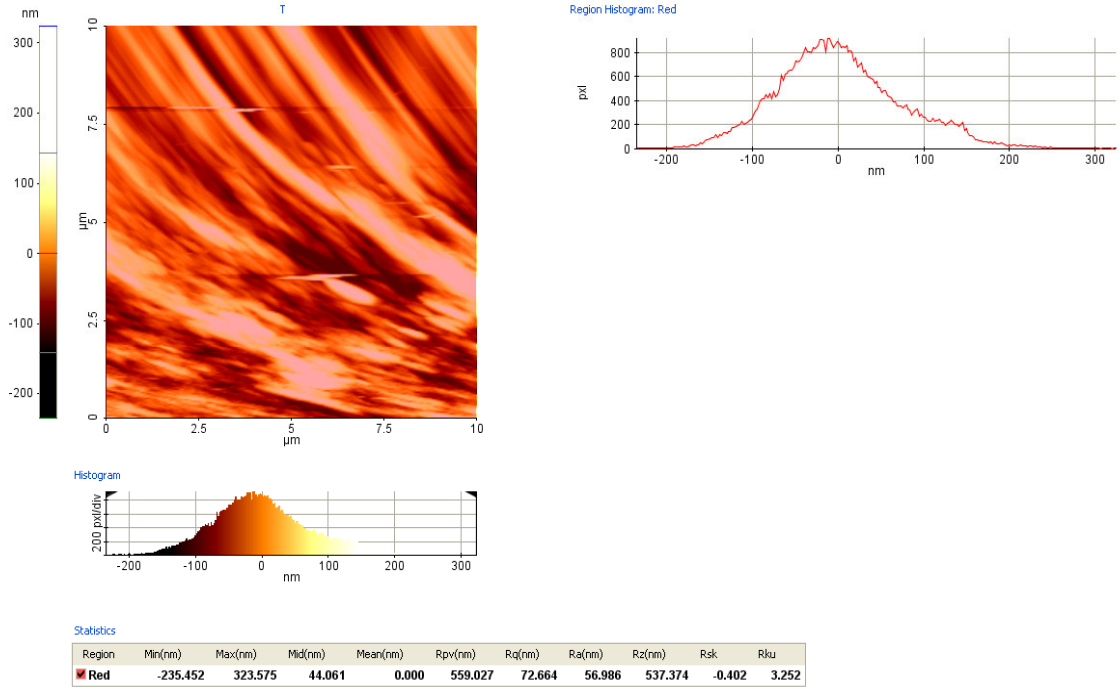 nm
300
200
100
0
-100
-200
T
10
7.5
5
2.5
0
µm
0 2.5 5 7.5 10
µm
Region Histogram: Red
800
600
400
200
0
pxl
-200 -100 0 100 200 300
nm
Histogram
200 pxl/div
-200 -100 0 100 200 300
nm
Statistics
Region Min(nm) Max(nm) Mid(nm) Mean(nm) Rpv(nm) Rq(nm) Ra(nm) Rz(nm) Rsk Rku
Red -235.452 323.575 44.061 0.000 559.027 72.664 56.986 537.374 -0.402 3.252